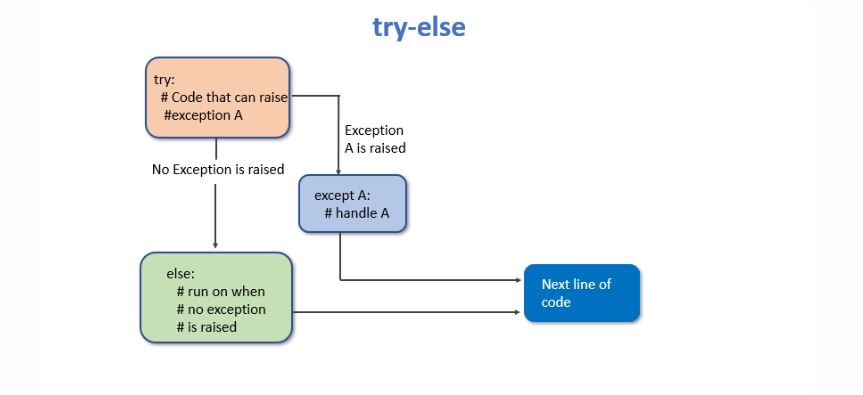 try-else
try:
# Code that can raise
#exception A
Exception
A is raised
No Exception is raised
except A:
# handle A
else:
# run on when
# no exception
# is raised
Next line of
code